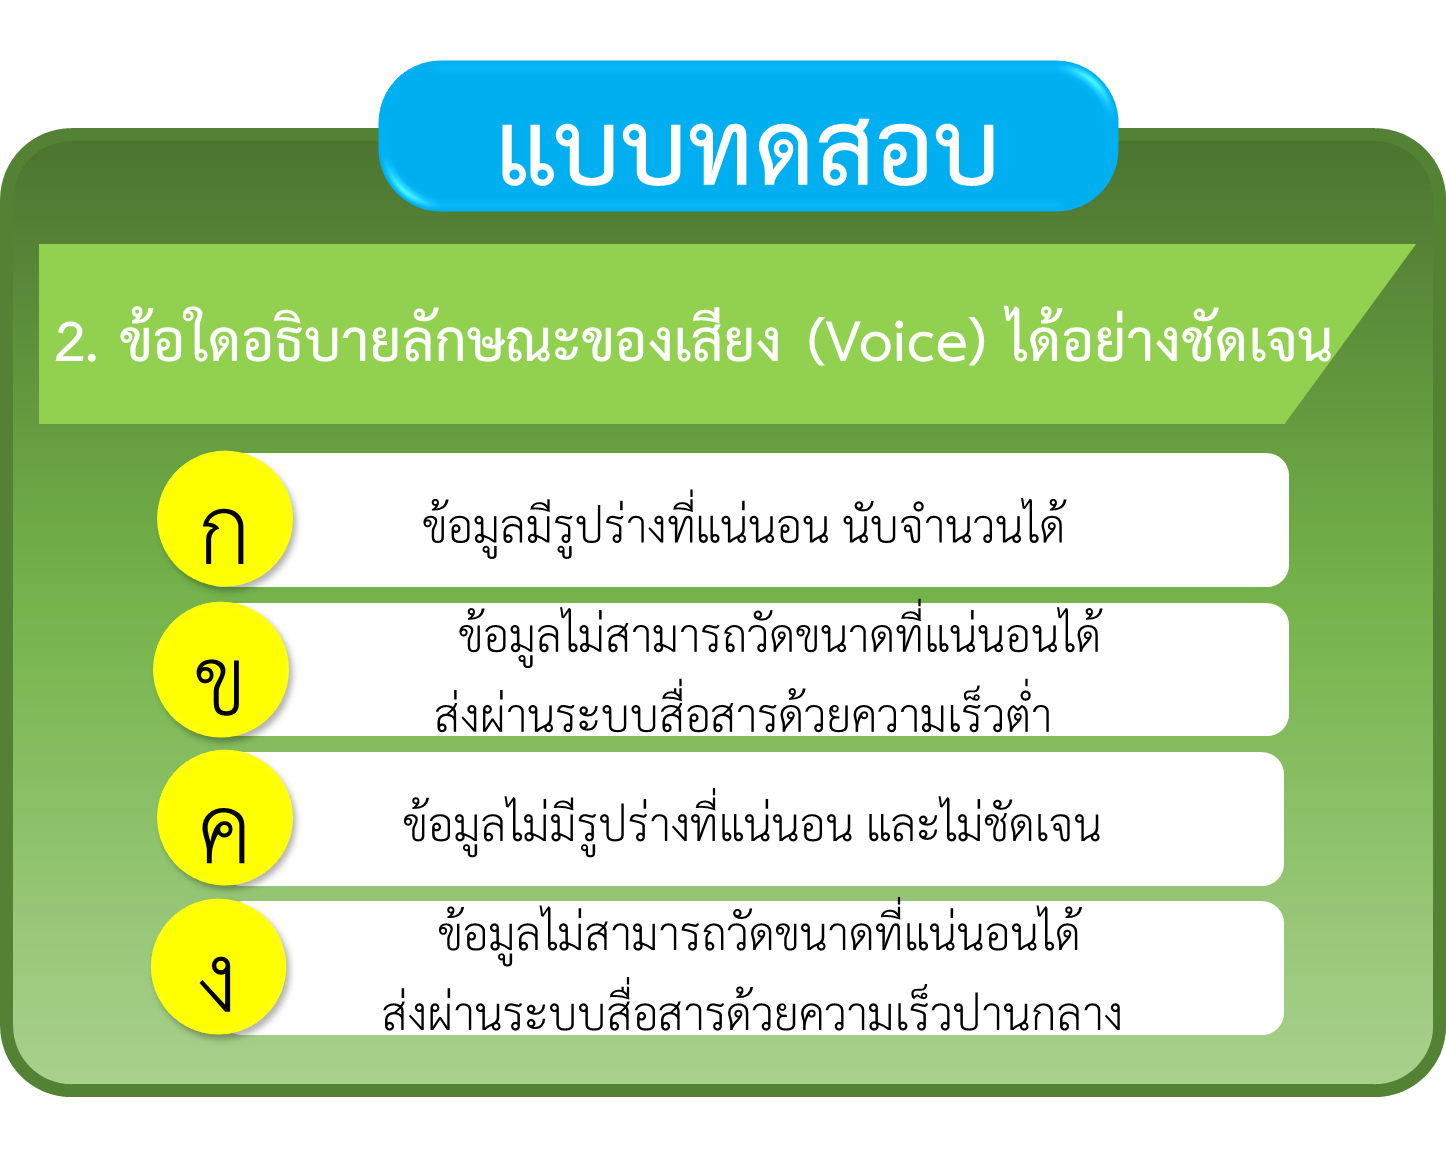 แบบทดสอบ
2. ข้อใดอธิบายลักษณะของเสียง (Voice) ได้อย่างชัดเจน
ก
ข้อมูลมีรูปร่างที่แน่นอน นับจำนวนได้
ข
ข้อมูลไม่สามารถวัดขนาดที่แน่นอนได้
ส่งผ่านระบบสื่อสารด้วยความเร็วต่ำ
ค
ข้อมูลไม่มีรูปร่างที่แน่นอน และไม่ชัดเจน
ง
ข้อมูลไม่สามารถวัดขนาดที่แน่นอนได้
ส่งผ่านระบบสื่อสารด้วยความเร็วปานกลาง